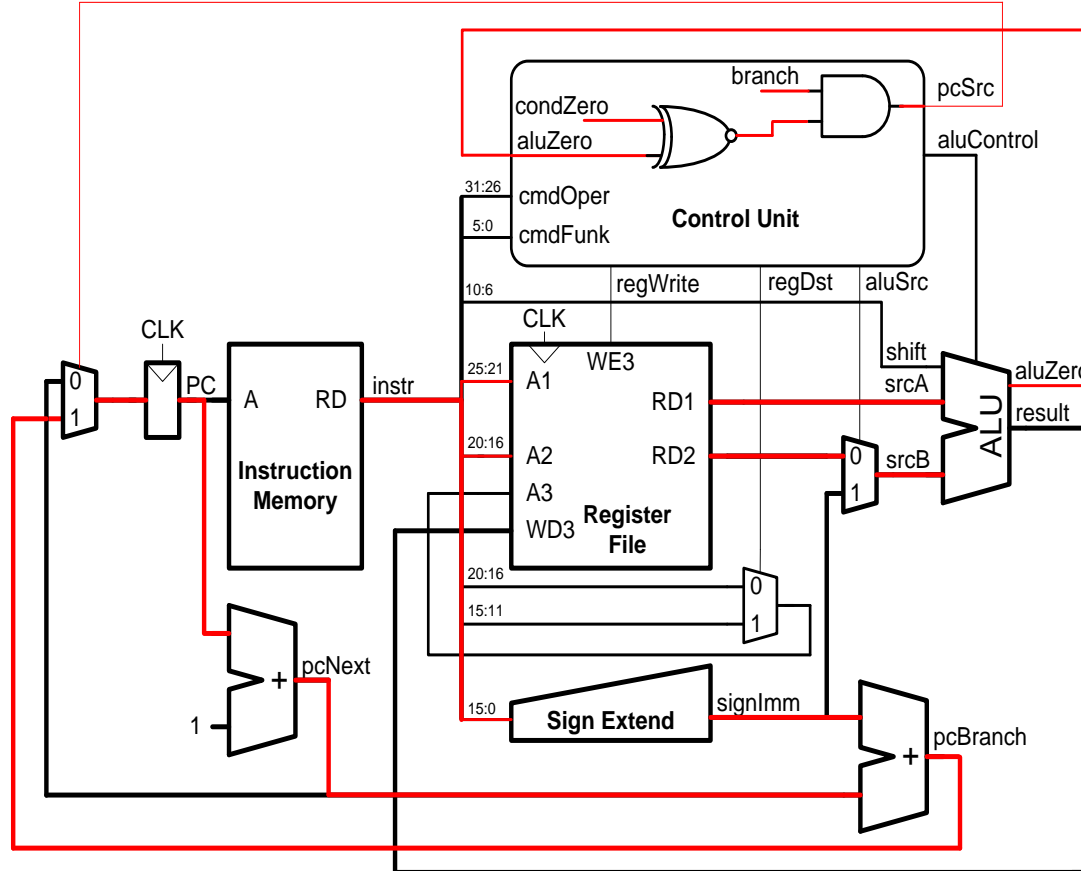 branch
pcSrc
condZero
aluZero
aluControl
31:26
cmdOper
5:0
cmdFunk
Control Unit
regWrite
regDst
aluSrc
10:6
CLK
CLK
WE3
shift
0
1
PC
A
RD
instr
25:21
A1
RD1
srcA
ALU
aluZero
result
20:16
A2
RD2
0
1
srcB
Instruction
Memory
A3
WD3
Register
File
20:16
0
15:11
1
pcNext
+
1
15:0
Sign Extend
signImm
+
pcBranch